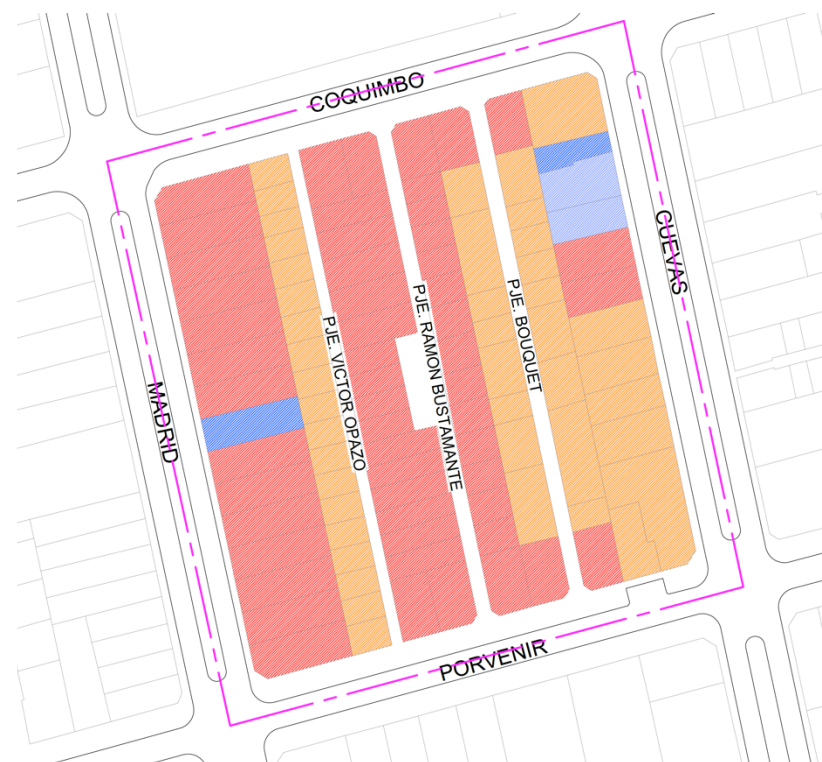 COQUIMBO
CUEVAS
PJE. BOUQUET
PJE. RAMON BUSTAMANTE
PJE. VICTOR OPAZO
MADRID
PORVENIR